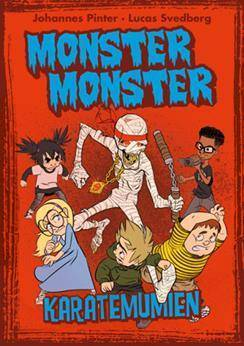 Johannes Pinter • Lucas Svedberg
MONSTER
MONSTER
KARATEMUMIEN